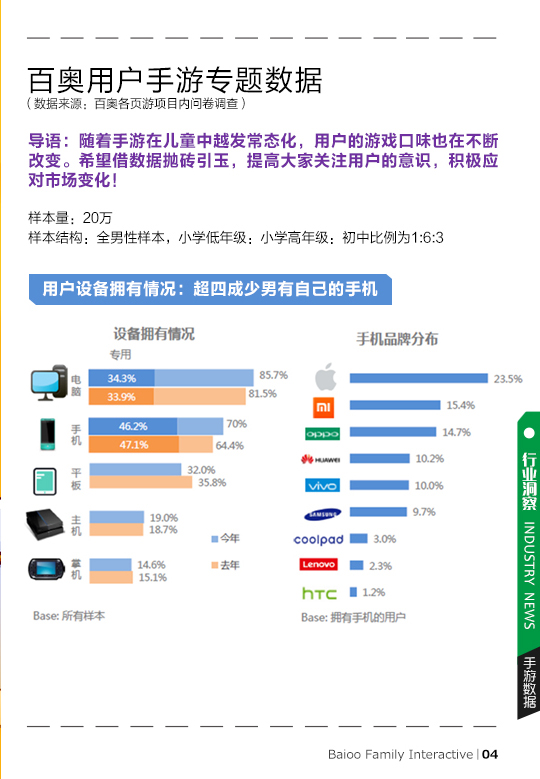 百奥用户手游专题数据
（数据来源：百奥各页游项目内问卷调查）
导语：随着手游在儿童中越发常态化，用户的游戏口味也在不断
改变。希望借数据抛砖引玉，提高大家关注用户的意识，积极应
对市场变化！
样本量：20万
样本结构：全男性样本，小学低年级：小学高年级：初中比例为1:6:3
用户设备拥有情况：超四成少男有自己的手机
设备拥有情况
专用
电脑
34.3%
85.7%
33.9%
81.5%
手机
46.2%
70%
47.1%
64.4%
平板
32.0%
35.8%
主机
19.0%
18.7%
掌机
14.6%
15.1%
今年
去年
Base: 所有样本
手机品牌分布
23.5%
MI
15.4%
oppo
14.7%
HUAWEI
10.2%
vivo
10.0%
SAMSUNG
9.7%
coolpad
3.0%
Lenovo
2.3%
hTC
1.2%
Base: 拥有手机的用户
行业洞察 INDUSTRY NEWS
手游数据
Baioo Family Interactive | 04